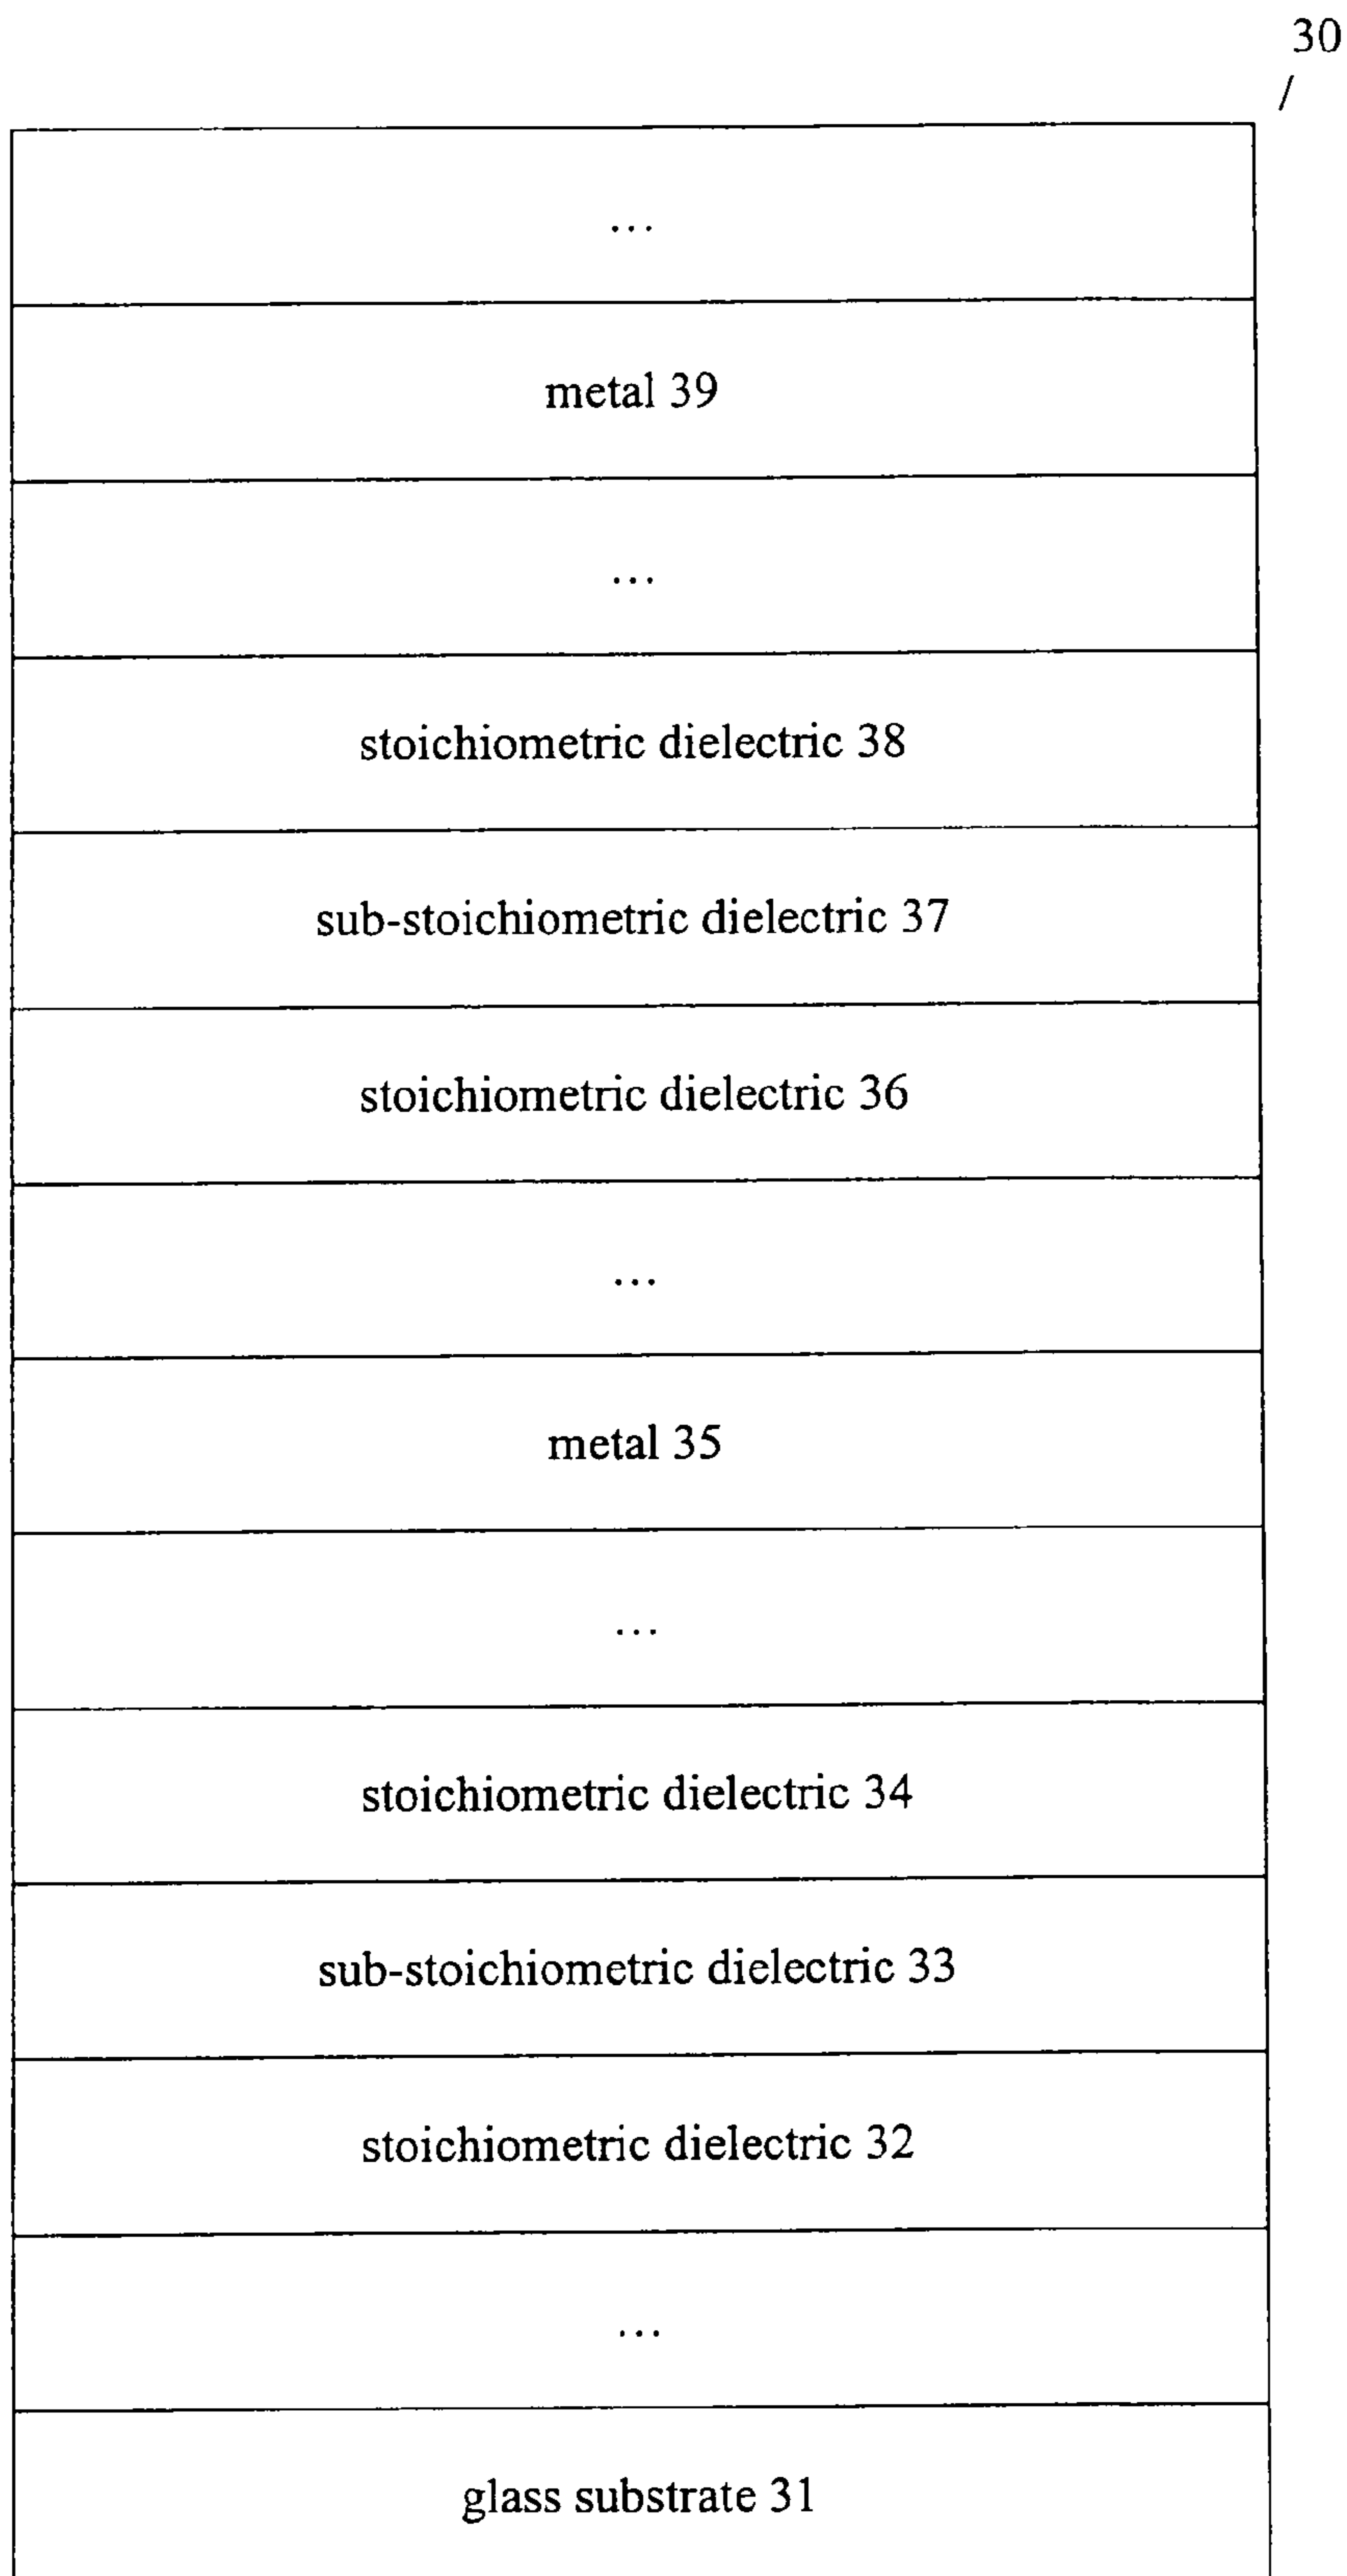 30
...
metal 39
...
stoichiometric dielectric 38
sub-stoichiometric dielectric 37
stoichiometric dielectric 36
...
metal 35
...
stoichiometric dielectric 34
sub-stoichiometric dielectric 33
stoichiometric dielectric 32
...
glass substrate 31